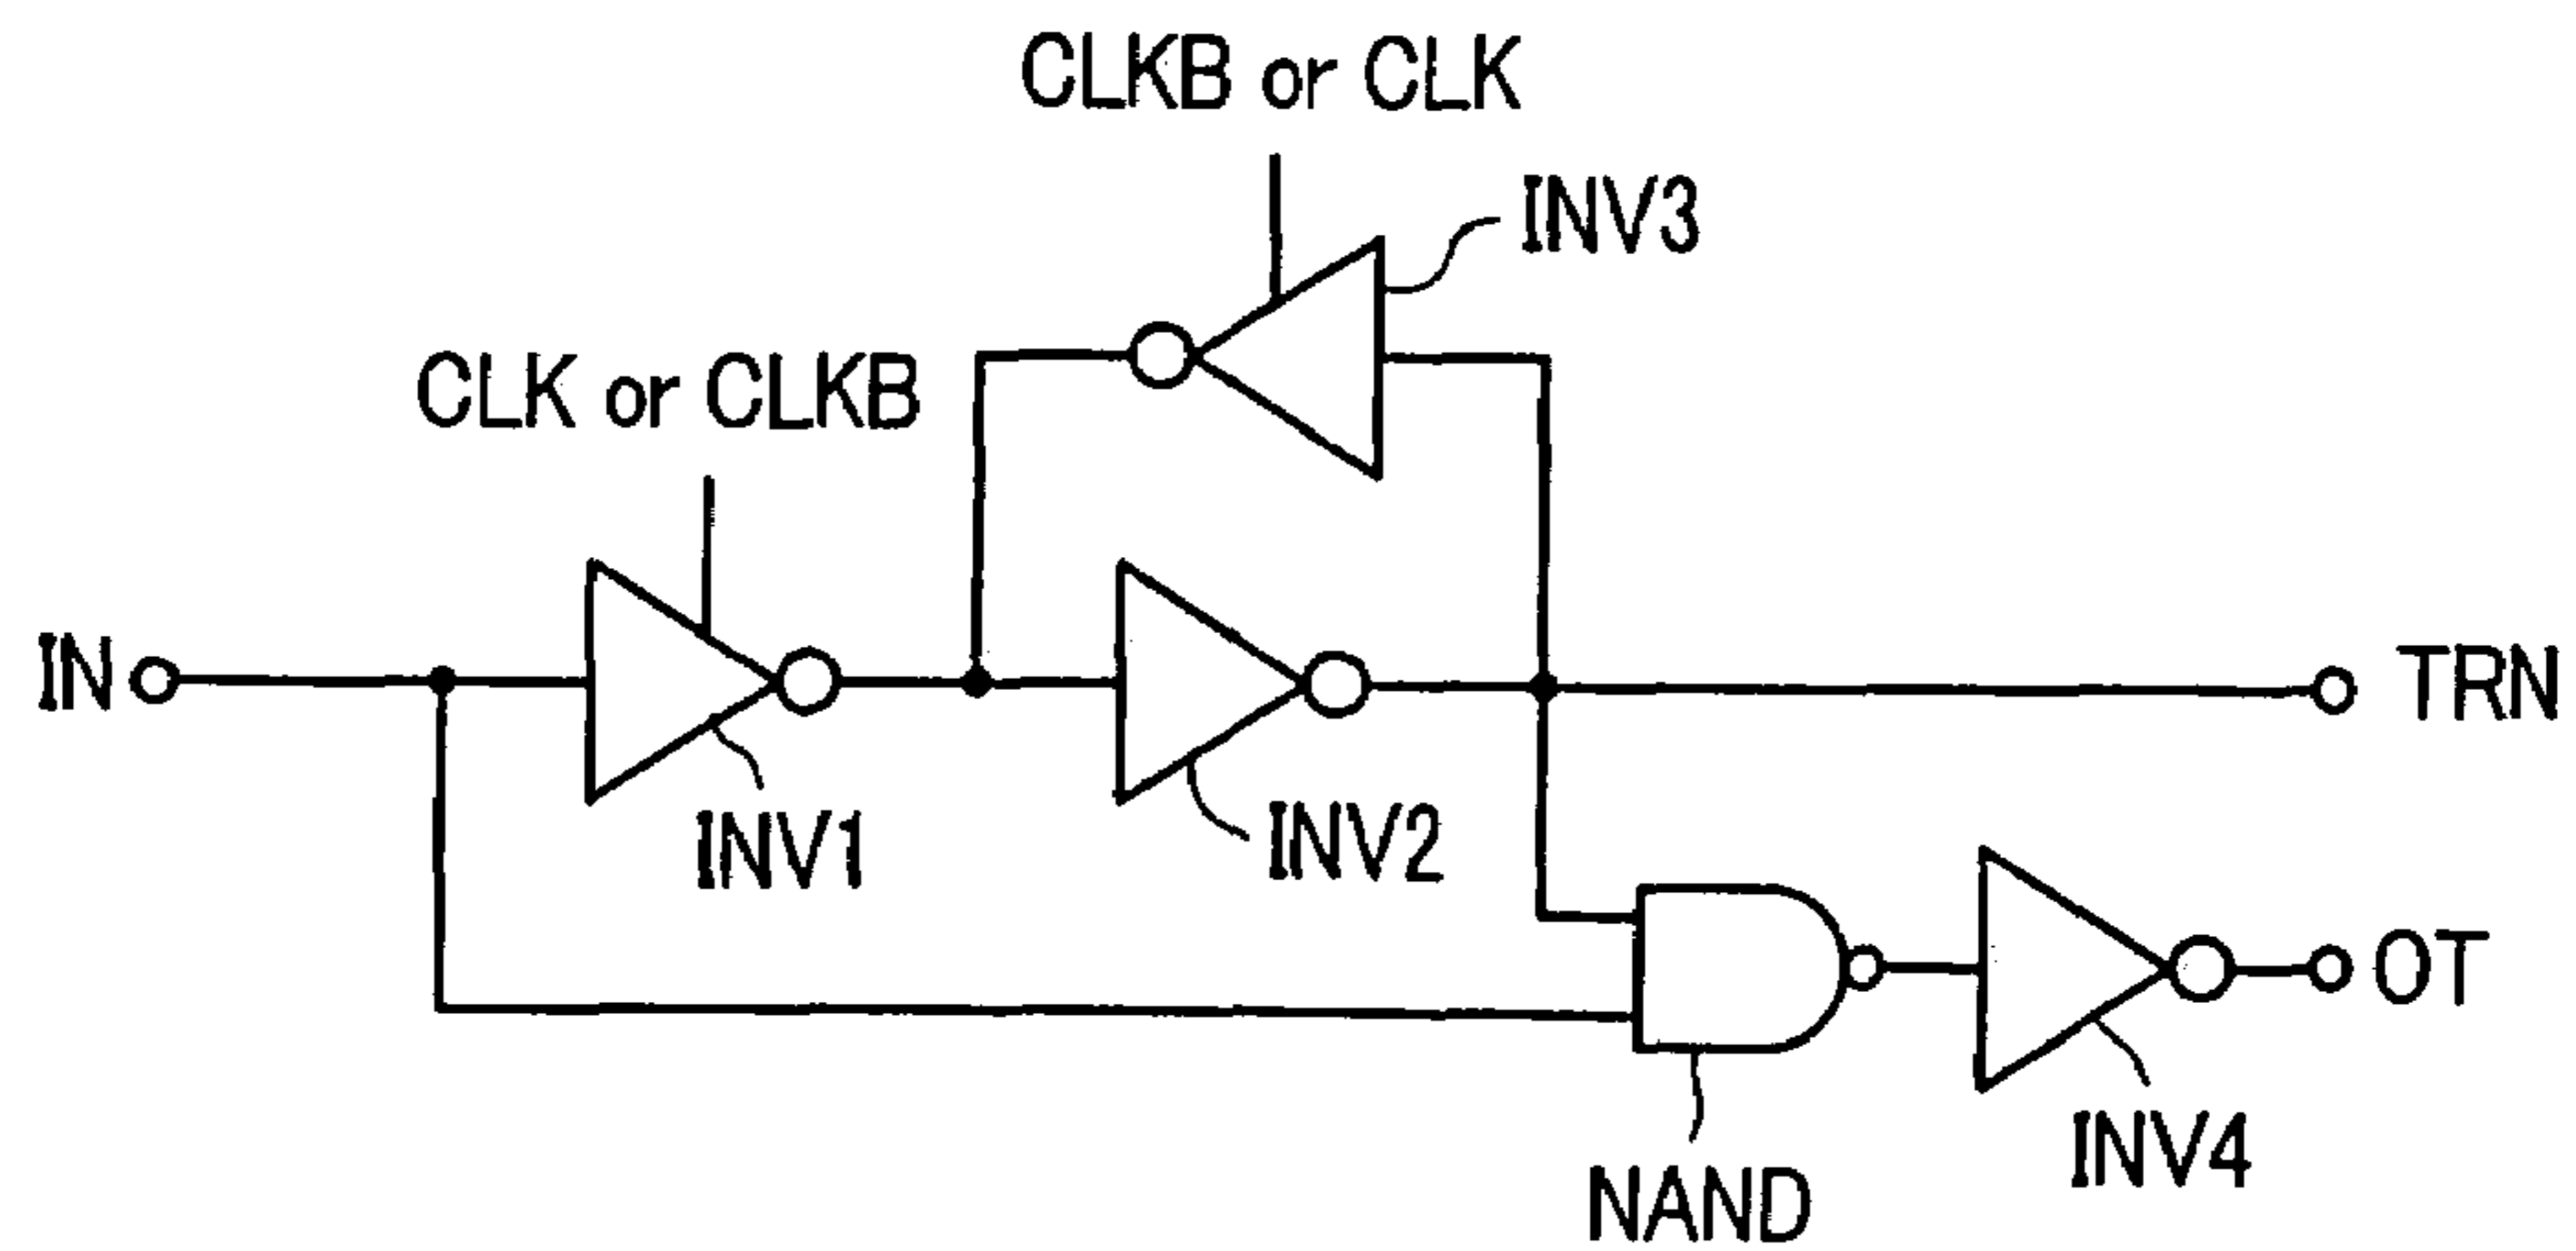 CLKB or CLK
INV3
CLK or CLKB
IN
TRN
INV1
INV2
OT
INV4
NAND